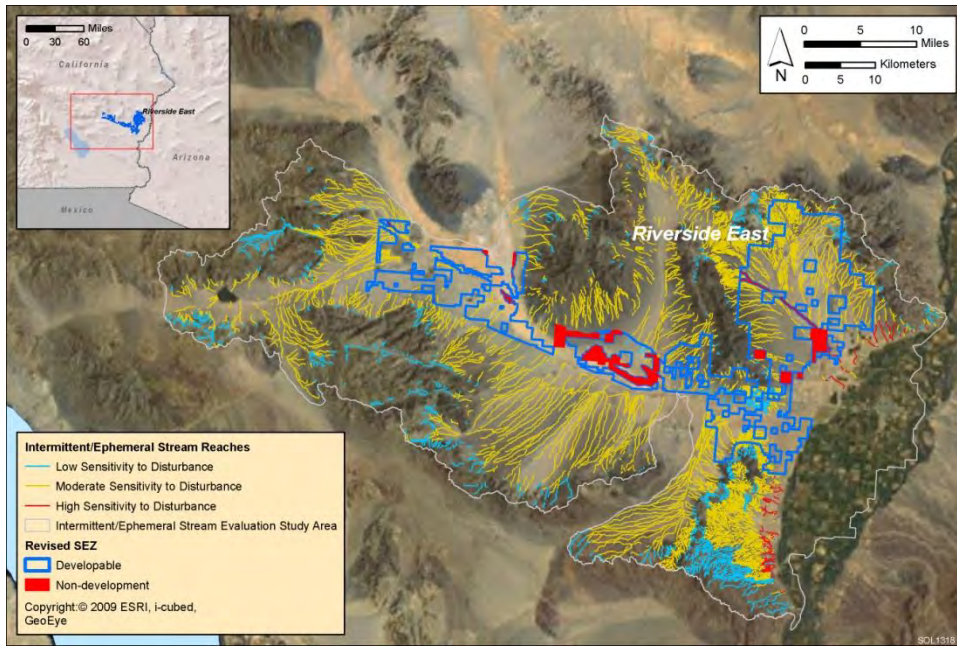 Miles
0 30 60
California
Riverside East
Arizona
Mexico
0 5 10
Miles
Kilometers
0 5 10
N
Riverside East
Intermittent/Ephemeral Stream Reaches
Low Sensitivity to Disturbance
Moderate Sensitivity to Disturbance
High Sensitivity to Disturbance
Intermittent/Ephemeral Stream Evaluation Study Area
Revised SEZ
Developable
Non-development
Copyright:© 2009 ESRI, i-cubed,
GeoEye
SOL1318